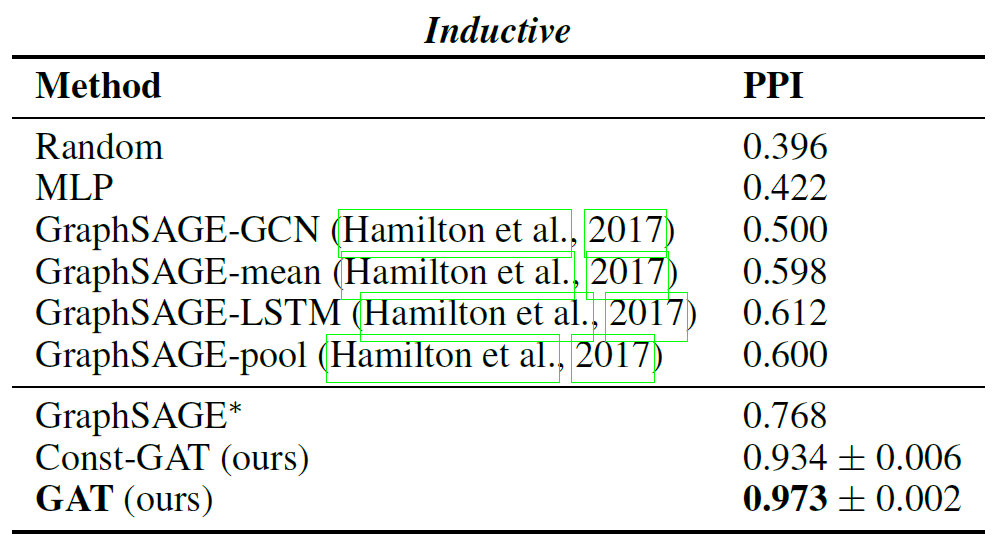 Inductive
Method PPI
Random 0.396
MLP 0.422
GraphSAGE-GCN (Hamilton et al., 2017) 0.500
GraphSAGE-mean (Hamilton et al., 2017) 0.598
GraphSAGE-LSTM (Hamilton et al., 2017) 0.612
GraphSAGE-pool (Hamilton et al., 2017) 0.600
GraphSAGE* 0.768
Const-GAT (ours) 0.934 ± 0.006
GAT (ours) 0.973 ± 0.002